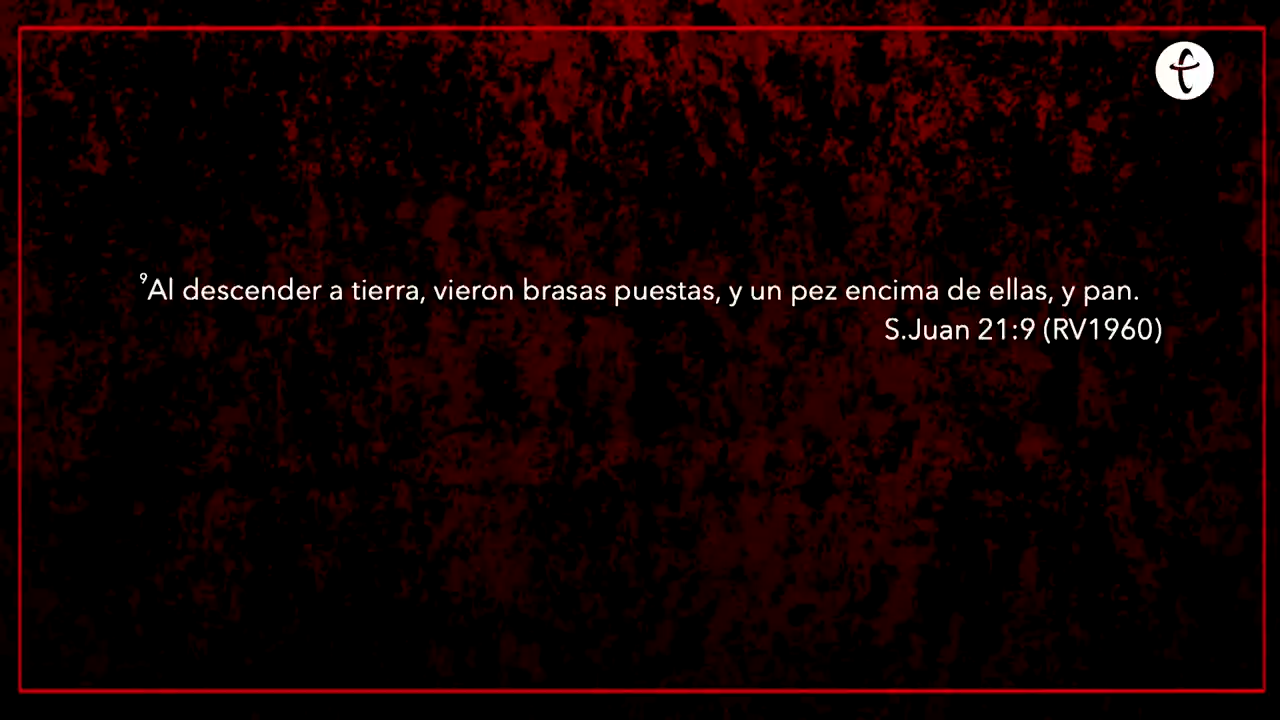 ⁹Al descender a tierra, vieron brasas puestas, y un pez encima de ellas, y pan.
S.Juan 21:9 (RV1960)